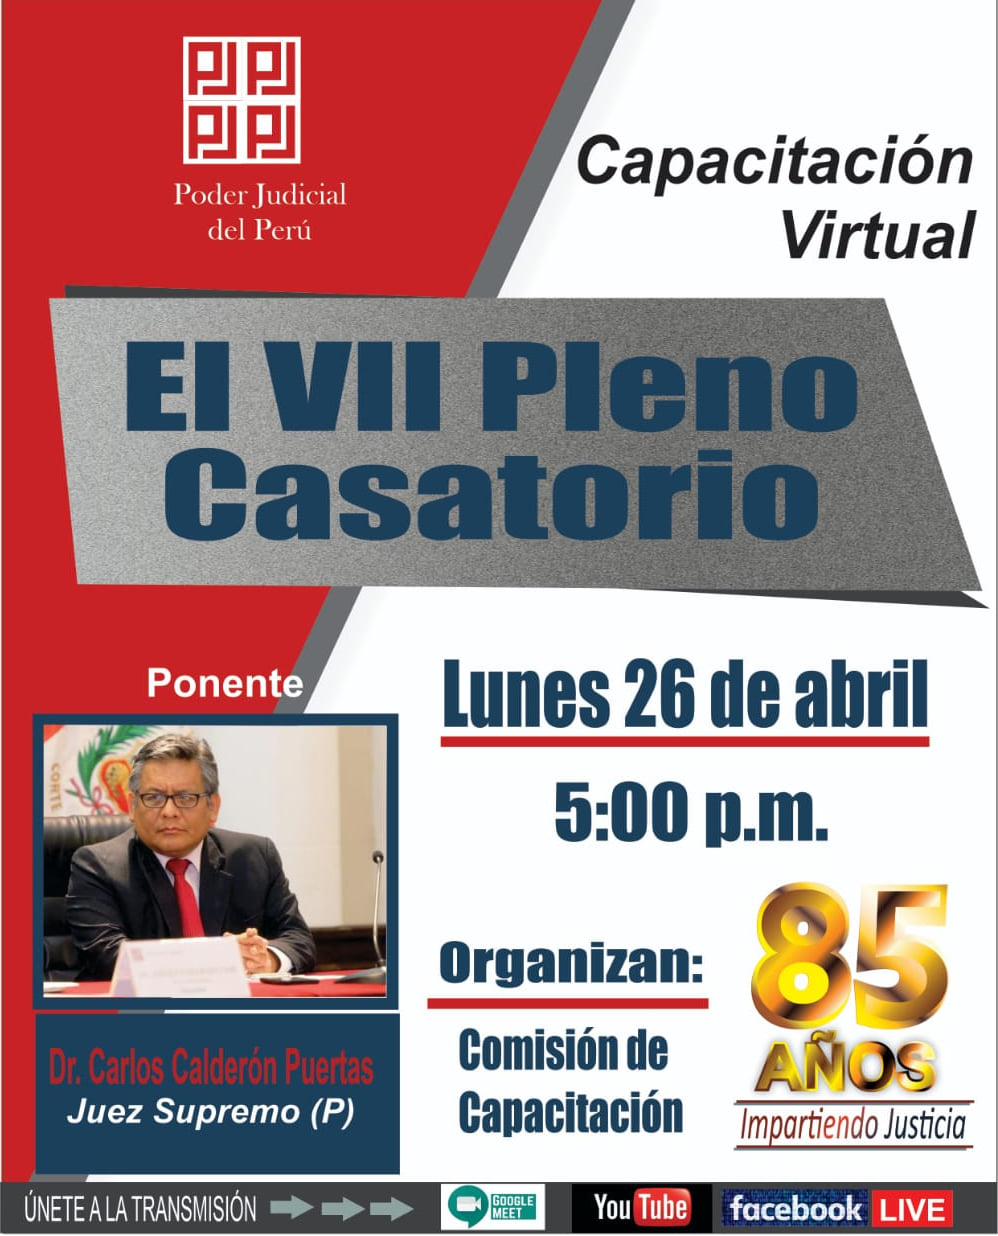 Poder Judicial
del Perú
Capacitación
Virtual
El VII Pleno
Casatorio
Ponente
Lunes 26 de abril
5:00 p.m.
CORTE
Organizan:
Comisión de
Capacitación
85
AÑOS
Impartiendo Justicia
Dr. Carlos Calderón Puertas
Juez Supremo (P)
ÚNETE A LA TRANSMISIÓN
GOOGLE
MEET
YouTube
facebook LIVE